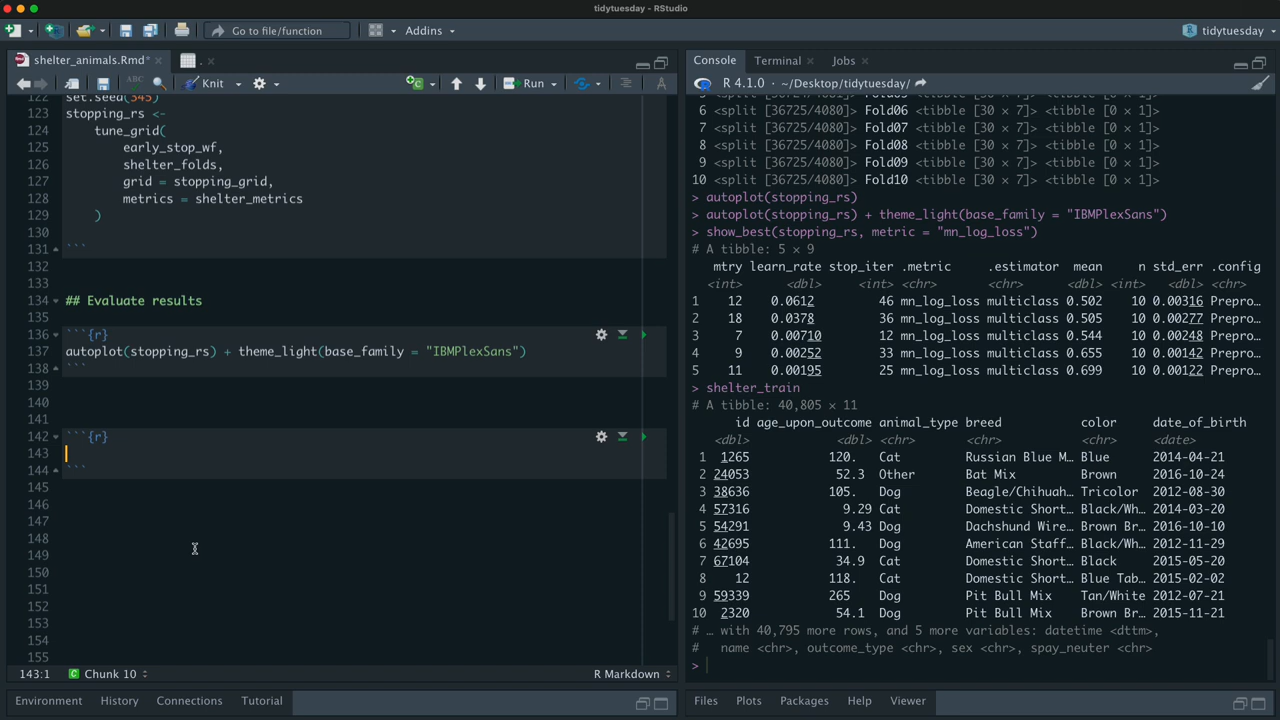 tidytuesday - RStudio
Go to file/function
Addins
tidytuesday
shelter_animals.Rmd*
.
Knit
Run
122 set.seed(345)
123 stopping_rs <-
124 tune_grid(
125 early_stop_wf,
126 shelter_folds,
127 grid = stopping_grid,
128 metrics = shelter_metrics
129 )
130
131 ```
132
133
134 ## Evaluate results
135
136 ```{r}
137 autoplot(stopping_rs) + theme_light(base_family = "IBMPlexSans")
138 ```
139
140
141
142 ```{r}
143
144 ```
145
146
147
148
149
150
151
152
153
154
155
143:1 Chunk 10 R Markdown
Environment History Connections Tutorial
Console Terminal Jobs
R 4.1.0 · ~/Desktop/tidytuesday/
5 <split [36725/4080]> Fold05 <tibble [30 × 7]> <tibble [0 × 1]>
6 <split [36725/4080]> Fold06 <tibble [30 × 7]> <tibble [0 × 1]>
7 <split [36725/4080]> Fold07 <tibble [30 × 7]> <tibble [0 × 1]>
8 <split [36725/4080]> Fold08 <tibble [30 × 7]> <tibble [0 × 1]>
9 <split [36725/4080]> Fold09 <tibble [30 × 7]> <tibble [0 × 1]>
10 <split [36725/4080]> Fold10 <tibble [30 × 7]> <tibble [0 × 1]>
> autoplot(stopping_rs)
> autoplot(stopping_rs) + theme_light(base_family = "IBMPlexSans")
> show_best(stopping_rs, metric = "mn_log_loss")
# A tibble: 5 × 9
mtry learn_rate stop_iter .metric .estimator mean n std_err .config
<int> <dbl> <int> <chr> <chr> <dbl> <int> <dbl> <chr>
1 12 0.0612 46 mn_log_loss multiclass 0.502 10 0.00316 Prepro…
2 18 0.0378 36 mn_log_loss multiclass 0.505 10 0.00277 Prepro…
3 7 0.00710 12 mn_log_loss multiclass 0.544 10 0.00248 Prepro…
4 9 0.00252 33 mn_log_loss multiclass 0.655 10 0.00142 Prepro…
5 11 0.00195 25 mn_log_loss multiclass 0.699 10 0.00122 Prepro…
> shelter_train
# A tibble: 40,805 × 11
id age_upon_outcome animal_type breed color date_of_birth
<dbl> <dbl> <chr> <chr> <chr> <date>
1 1265 120. Cat Russian Blue M… Blue 2014-04-21
2 24053 52.3 Other Bat Mix Brown 2016-10-24
3 38636 105. Dog Beagle/Chihuah… Tricolor 2012-08-30
4 57316 9.29 Cat Domestic Short… Black/Wh… 2014-03-20
5 54291 9.43 Dog Dachshund Wire… Brown Br… 2016-10-10
6 42695 111. Dog American Staff… Black/Wh… 2012-11-29
7 67104 34.9 Cat Domestic Short… Black 2015-05-20
8 12 118. Cat Domestic Short… Blue Tab… 2015-02-02
9 59339 265 Dog Pit Bull Mix Tan/White 2012-07-21
10 2320 54.1 Dog Pit Bull Mix Brown Br… 2015-11-21
# … with 40,795 more rows, and 5 more variables: datetime <dttm>,
# name <chr>, outcome_type <chr>, sex <chr>, spay_neuter <chr>
>
Files Plots Packages Help Viewer